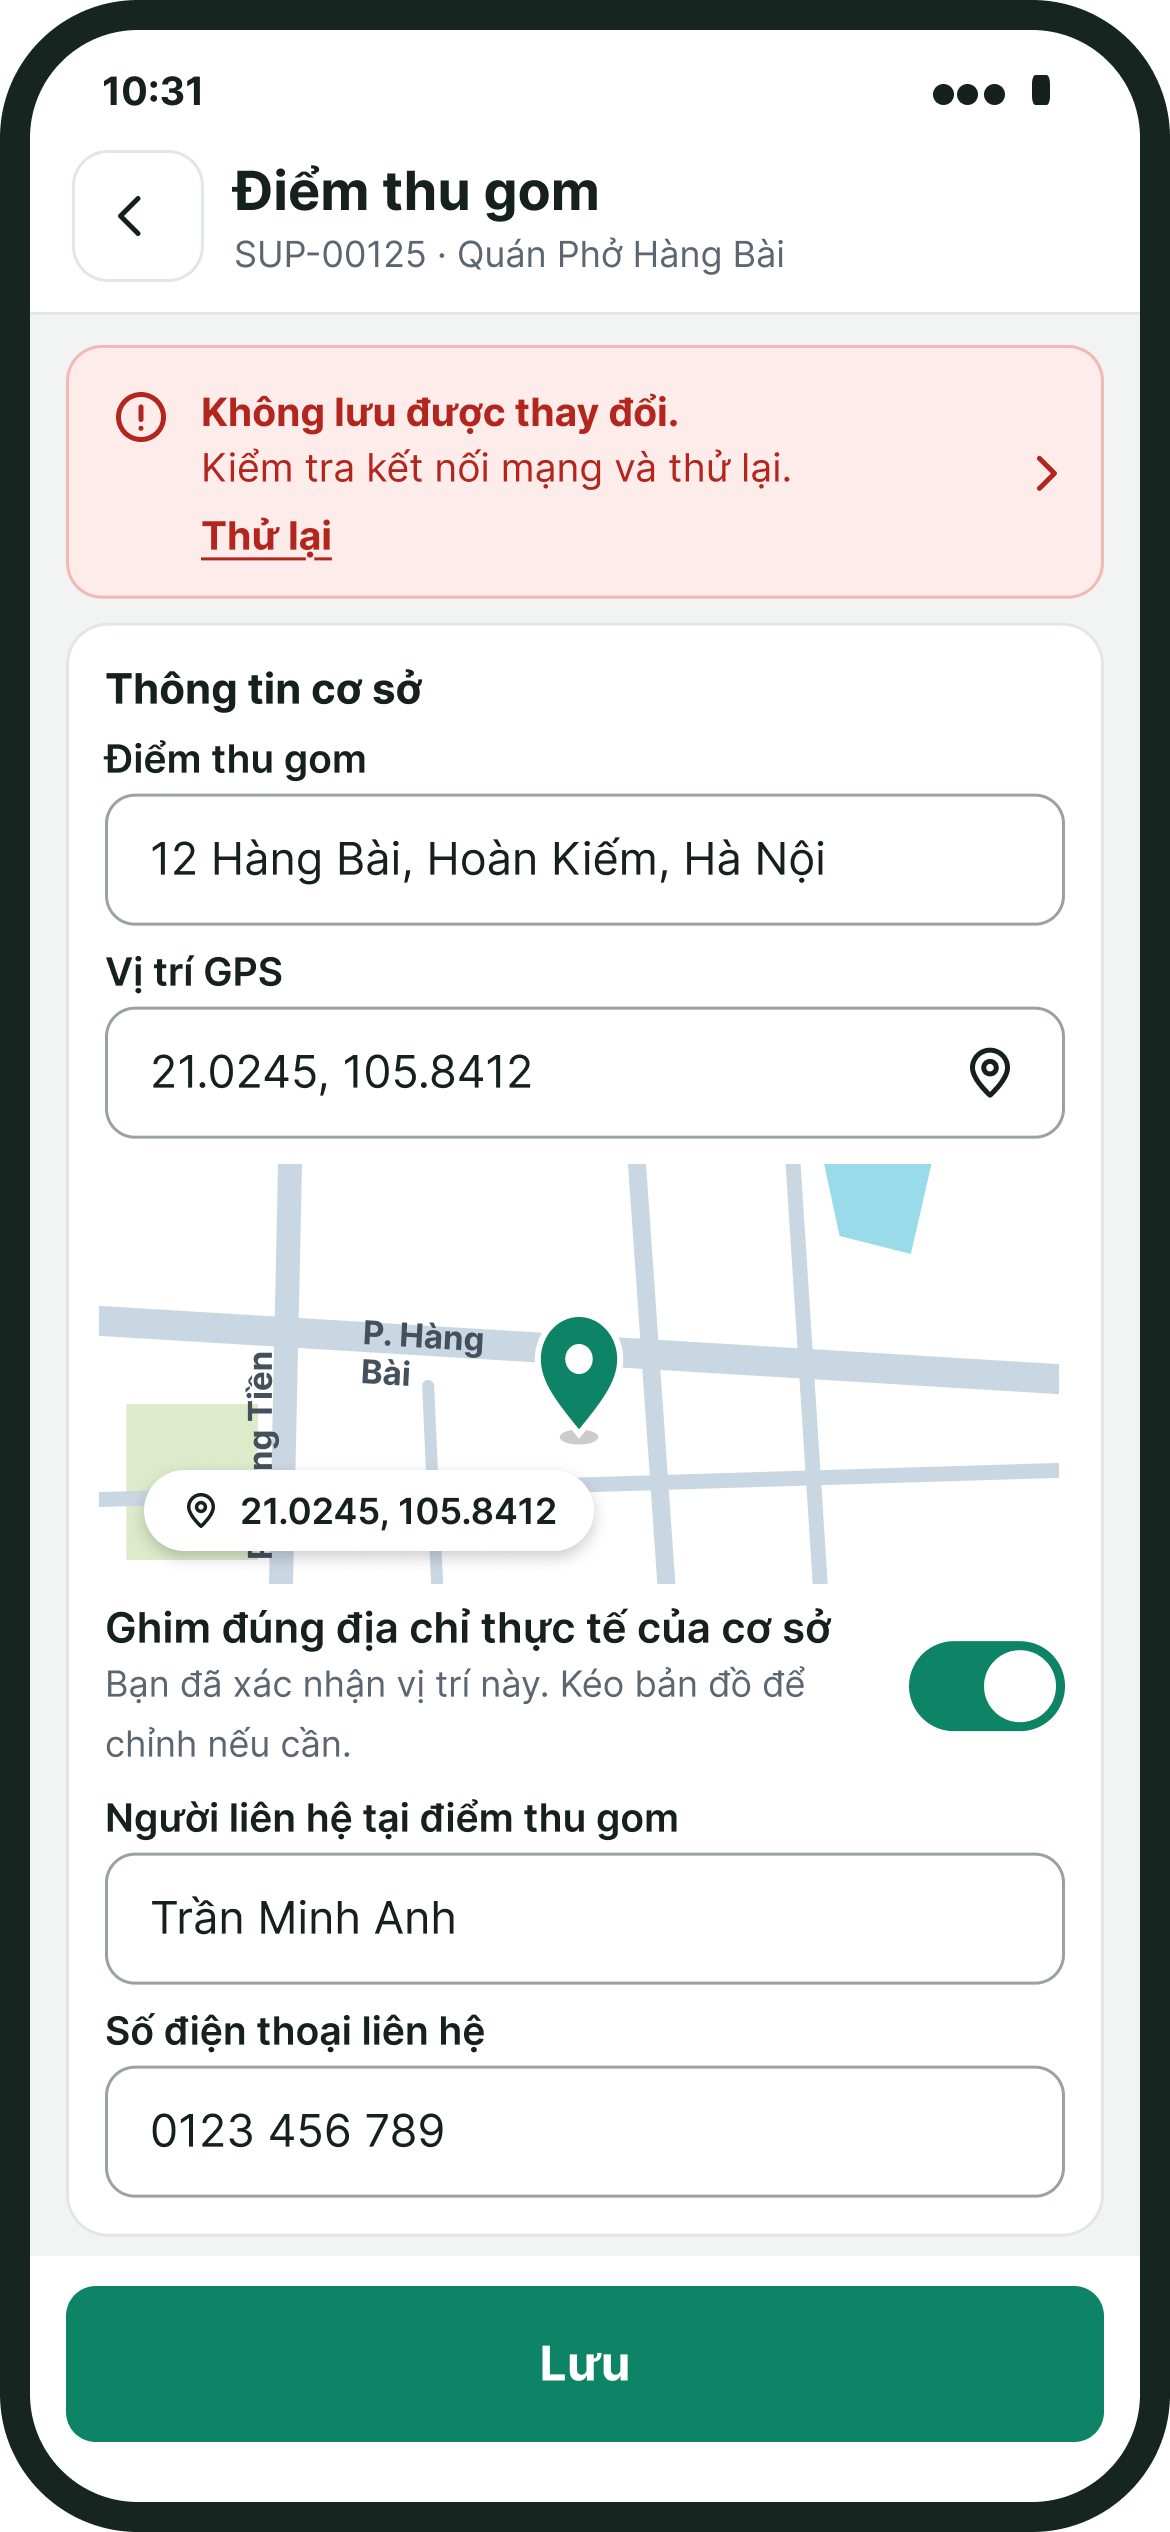 10:31
Điểm thu gom
SUP-00125 · Quán Phở Hàng Bài
Không lưu được thay đổi.
Kiểm tra kết nối mạng và thử lại.
Thử lại
Thông tin cơ sở
Điểm thu gom
12 Hàng Bài, Hoàn Kiếm, Hà Nội
Vị trí GPS
21.0245, 105.8412
P. Hàng
Bài
Tiền
21.0245, 105.8412
Ghim đúng địa chỉ thực tế của cơ sở
Bạn đã xác nhận vị trí này. Kéo bản đồ để
chỉnh nếu cần.
Người liên hệ tại điểm thu gom
Trần Minh Anh
Số điện thoại liên hệ
0123 456 789
Lưu